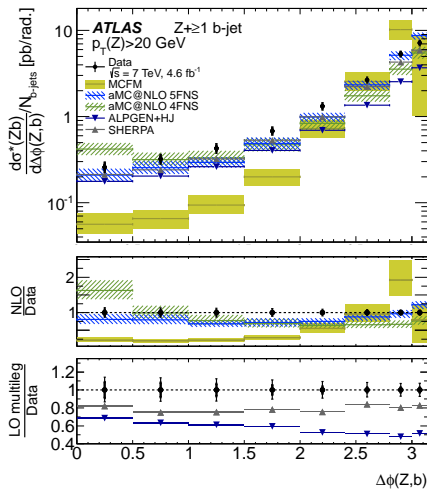 ATLAS Z+≥1 b-jet
p_T(Z)>20 GeV
Data
√s = 7 TeV, 4.6 fb⁻¹
MCFM
aMC@NLO 5FNS
aMC@NLO 4FNS
ALPGEN+HJ
SHERPA
dσ*(Zb)/dΔϕ(Z,b)/N_b-jets [pb/rad.]
10
1
10⁻¹
NLO/Data
2
1
LO multileg/Data
1.2
1
0.8
0.6
0.4
0 0.5 1 1.5 2 2.5 3
Δϕ(Z,b)